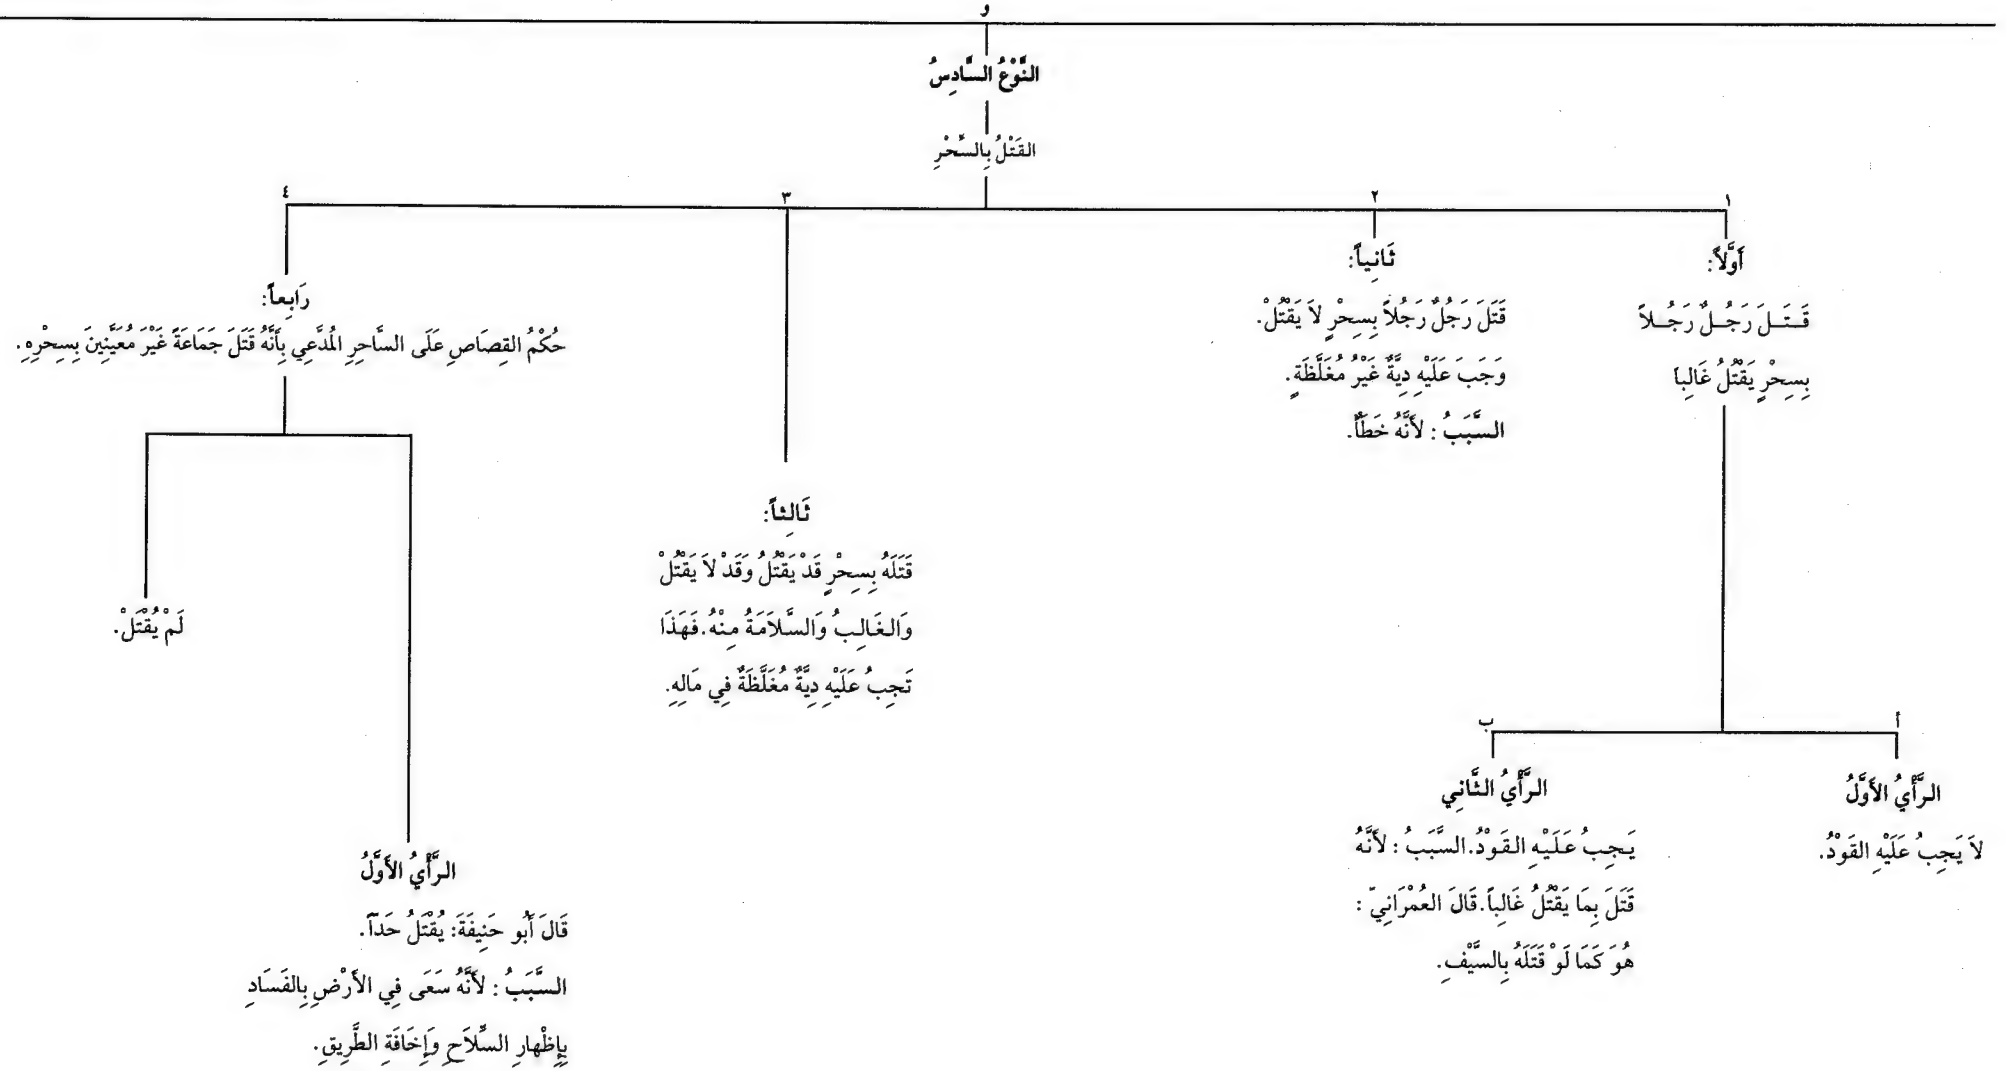 و
النَّوْعُ السَّادِسُ
القَتْلُ بِالسِّحْرِ
١
أَوَّلاً:
قَتَلَ رَجُلٌ رَجُلاً
بِسِحْرٍ يَقْتُلُ غَالِباً
أ
الرَّأْيُ الأَوَّلُ
لاَ يَجِبُ عَلَيْهِ القَوْدُ.
ب
الرَّأْيُ الثَّانِي
يَجِبُ عَلَيْهِ القَوْدُ. السَّبَبُ : لأَنَّهُ
قَتَلَ بِمَا يَقْتُلُ غَالِباً. قَالَ العُمْرَانِيّ :
هُوَ كَمَا لَوْ قَتَلَهُ بِالسَّيْفِ.
٢
ثَانِياً:
قَتَلَ رَجُلٌ رَجُلاً بِسِحْرٍ لاَ يَقْتُلْ.
وَجَبَ عَلَيْهِ دِيَّةٌ غَيْرُ مُغَلَّظَةٍ.
السَّبَبُ : لأَنَّهُ خَطَأٌ.
٣
ثَالِثاً:
قَتَلَهُ بِسِحْرٍ قَدْ يَقْتُلُ وَقَدْ لاَ يَقْتُلْ
وَالغَالِبُ وَالسَّلاَمَةُ مِنْهُ. فَهَذَا
تَجِبُ عَلَيْهِ دِيَّةٌ مُغَلَّظَةٌ فِي مَالِهِ.
٤
رَابِعاً:
حُكْمُ القِصَاصِ عَلَى السَّاحِرِ المُدَّعِي بِأَنَّهُ قَتَلَ جَمَاعَةً غَيْرَ مُعَيَّنِينَ بِسِحْرِهِ.
الرَّأْيُ الأَوَّلُ
قَالَ أَبُو حَنِيفَةَ: يُقْتَلُ حَدّاً.
السَّبَبُ : لأَنَّهُ سَعَى فِي الأَرْضِ بِالفَسَادِ
بِإِظْهَارِ السِّلاَحِ وَإِخَافَةِ الطَّرِيقِ.
لَمْ يُقْتَلْ.